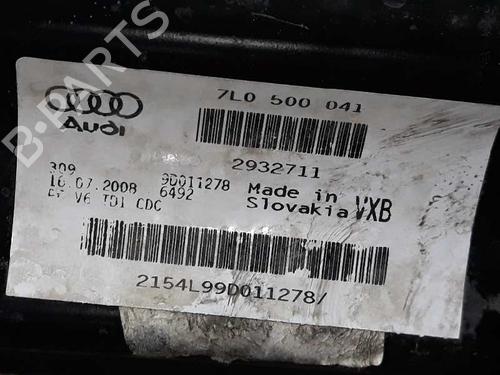 B-PARTS
Audi
7L0 500 041
2932711
309
16.07.2008 9D011278
6492
V6 TDI CDC
Made in
Slovakia VXB
2154L99D011278/